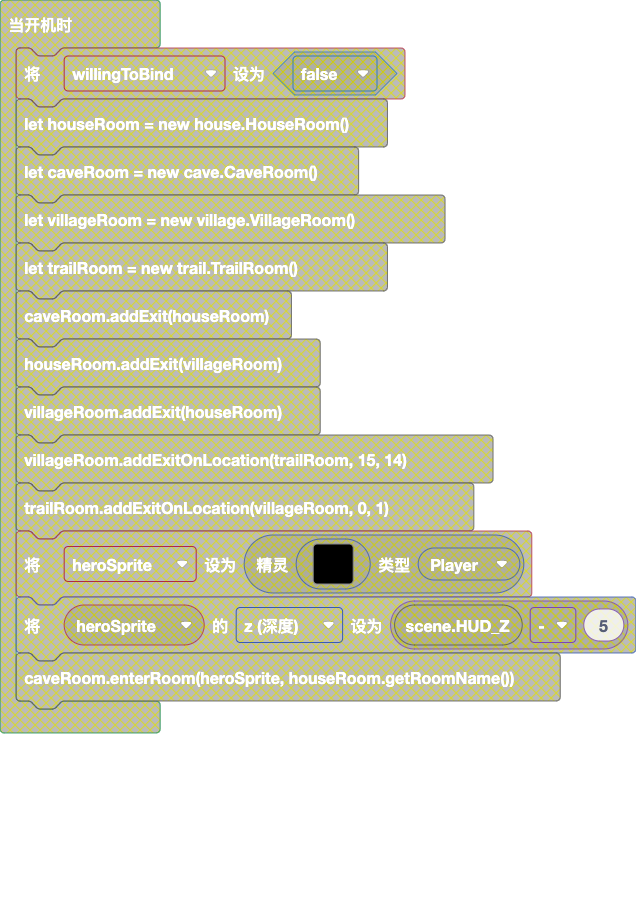 当开机时
将 willingToBind 设为 false
let houseRoom = new house.HouseRoom()
let caveRoom = new cave.CaveRoom()
let villageRoom = new village.VillageRoom()
let trailRoom = new trail.TrailRoom()
caveRoom.addExit(houseRoom)
houseRoom.addExit(villageRoom)
villageRoom.addExit(houseRoom)
villageRoom.addExitOnLocation(trailRoom, 15, 14)
trailRoom.addExitOnLocation(villageRoom, 0, 1)
将 heroSprite 设为 精灵 类型 Player
将 heroSprite 的 z (深度) 设为 scene.HUD_Z - 5
caveRoom.enterRoom(heroSprite, houseRoom.getRoomName())